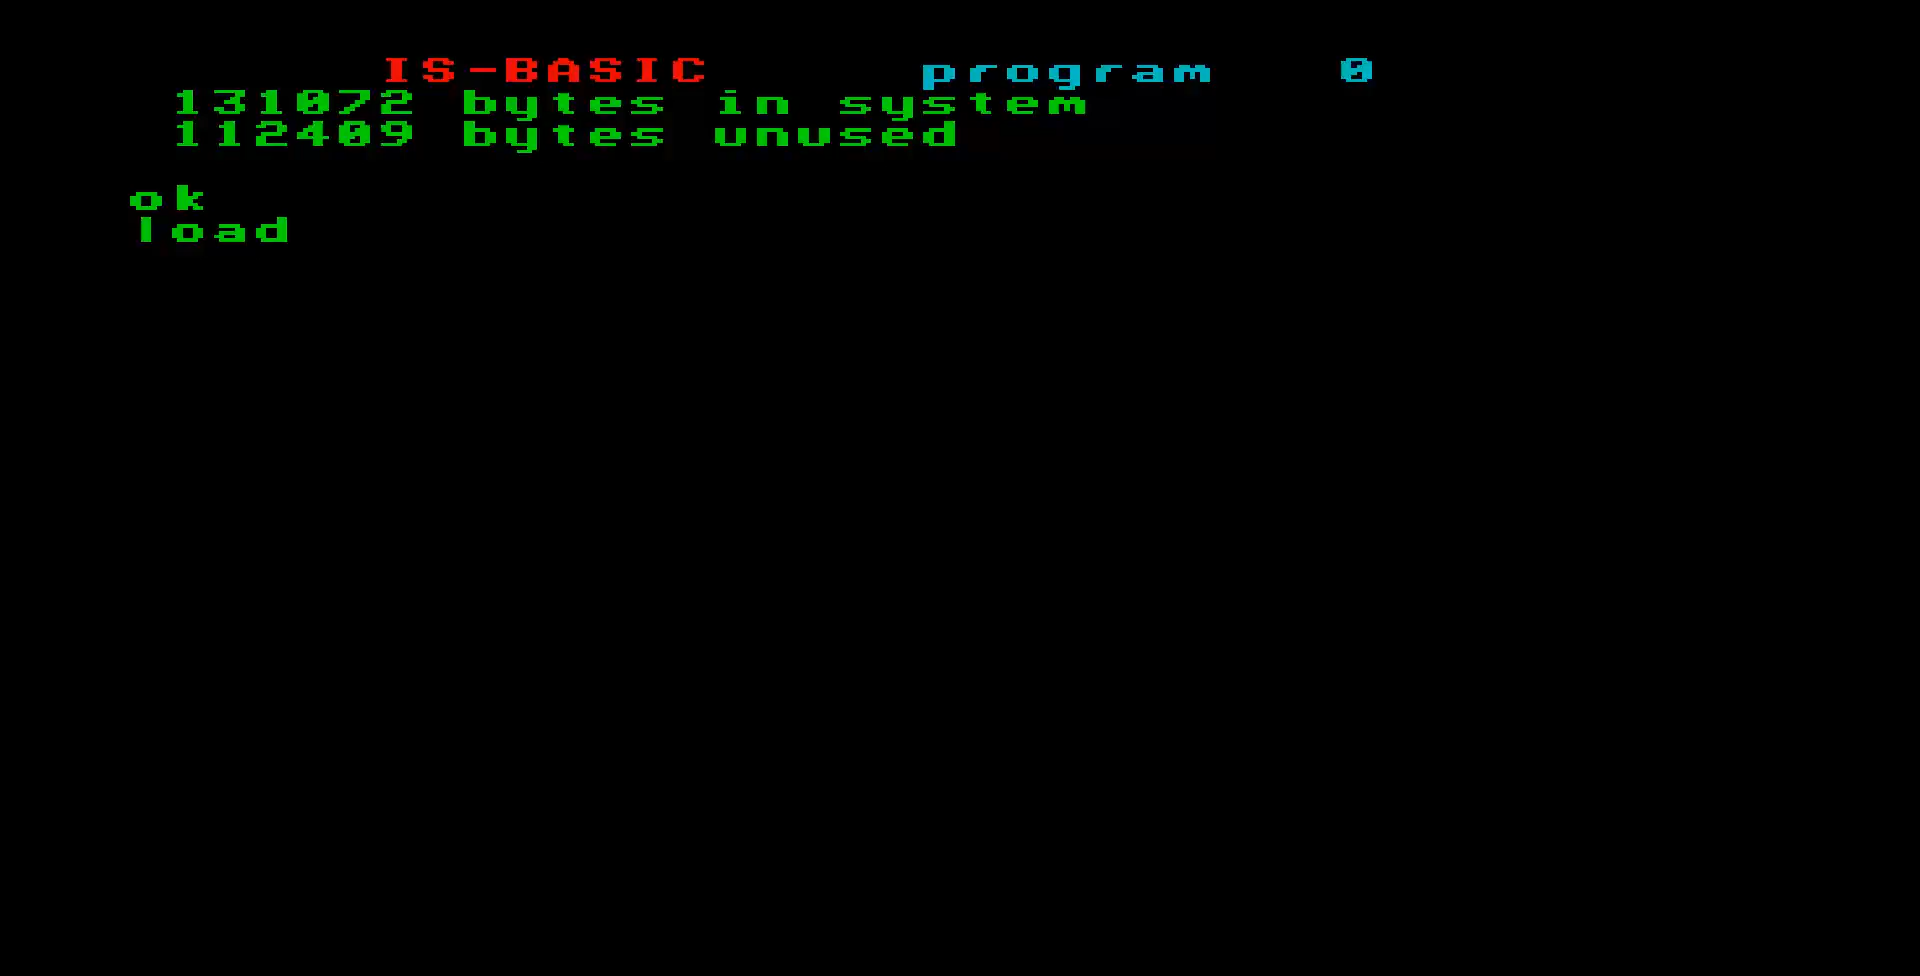 IS-BASIC program 0
131072 bytes in system
112409 bytes unused
ok
load